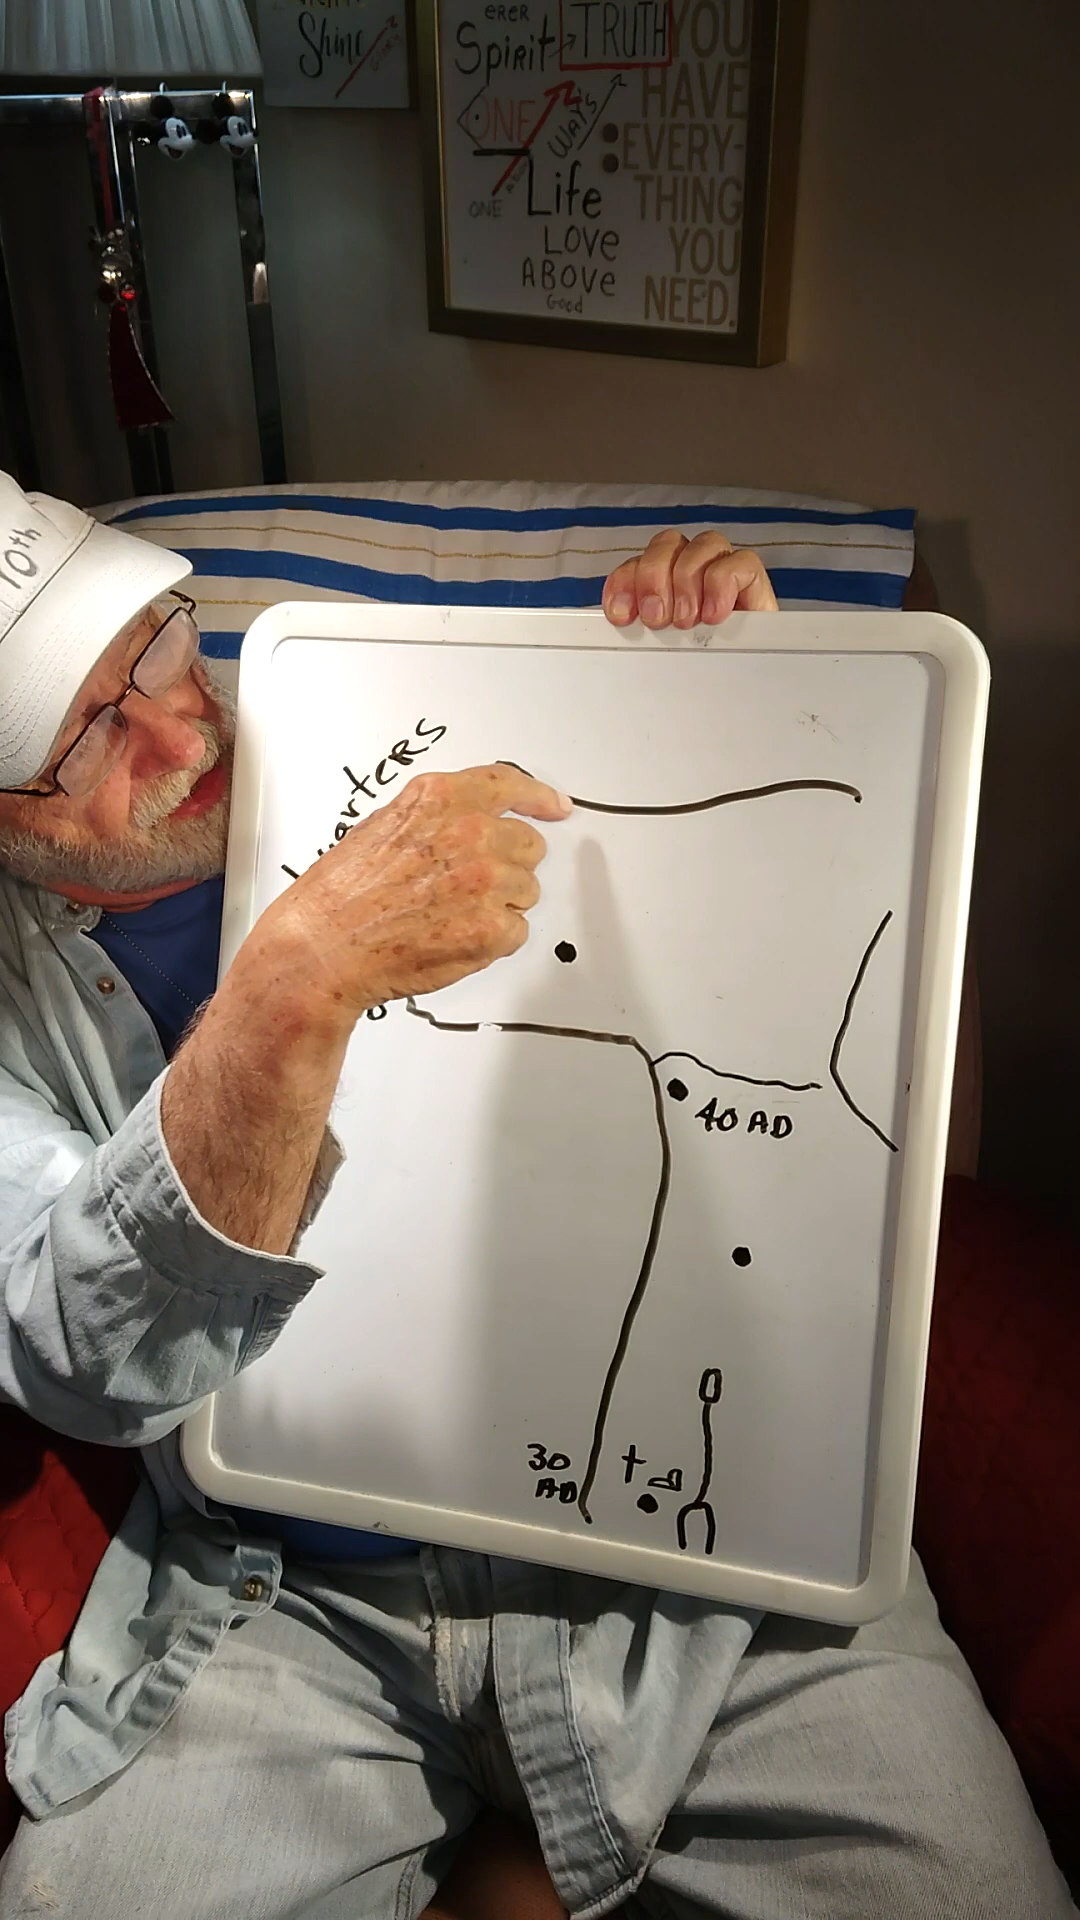 Shine
Spirit → TRUTH
ONE
WAYS
ONE
Life
LOVE
ABOVE
Good
YOU
HAVE
EVERY-
THING
YOU
NEED.
10th
40 AD
30
AD